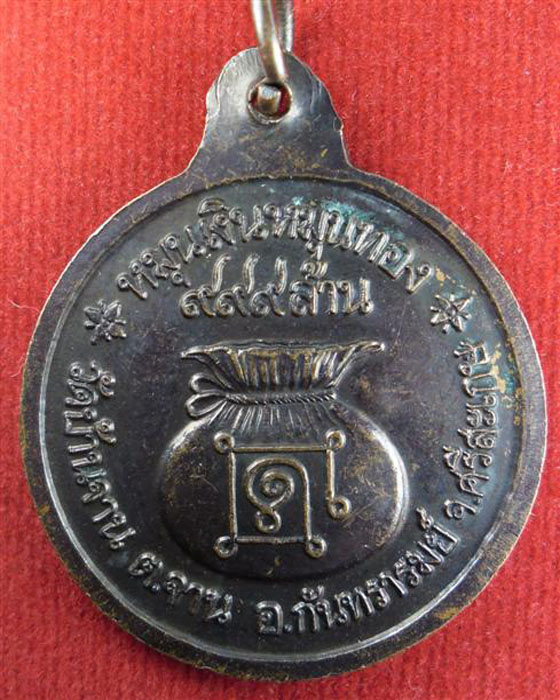 หมุนเงินหมุนทอง
๙๙๙ล้าน
วัดบ้านจาน ต.จาน อ.กันทรารมย์ จ.ศรีสะเกษ